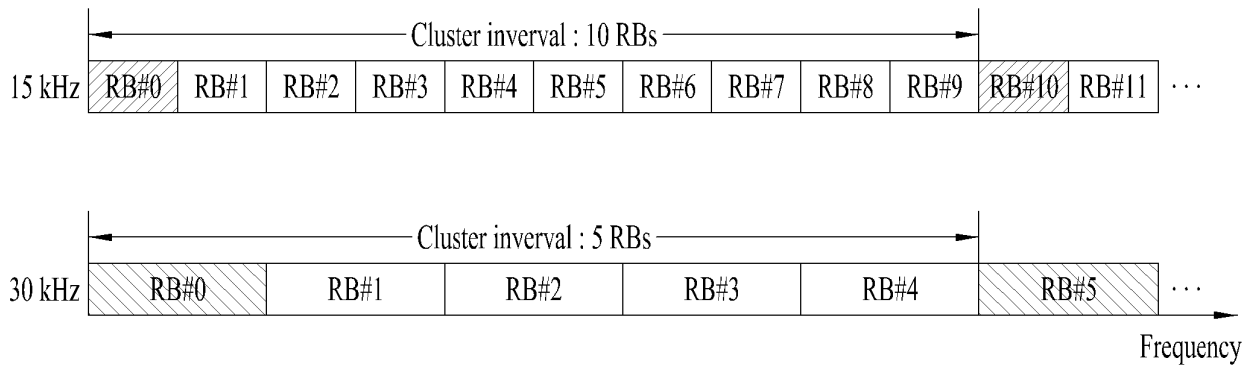 Cluster inverval : 10 RBs
15 kHz RB#0 RB#1 RB#2 RB#3 RB#4 RB#5 RB#6 RB#7 RB#8 RB#9 RB#10 RB#11 ...
Cluster inverval : 5 RBs
30 kHz RB#0 RB#1 RB#2 RB#3 RB#4 RB#5 ...
Frequency